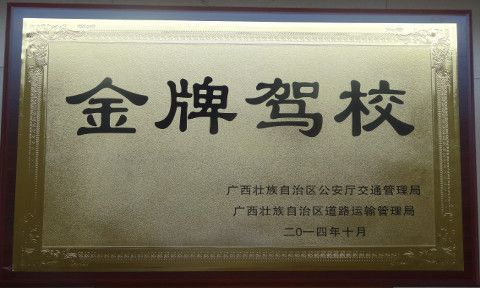 金牌驾校
广西壮族自治区公安厅交通管理局
广西壮族自治区道路运输管理局
二〇一四年十月